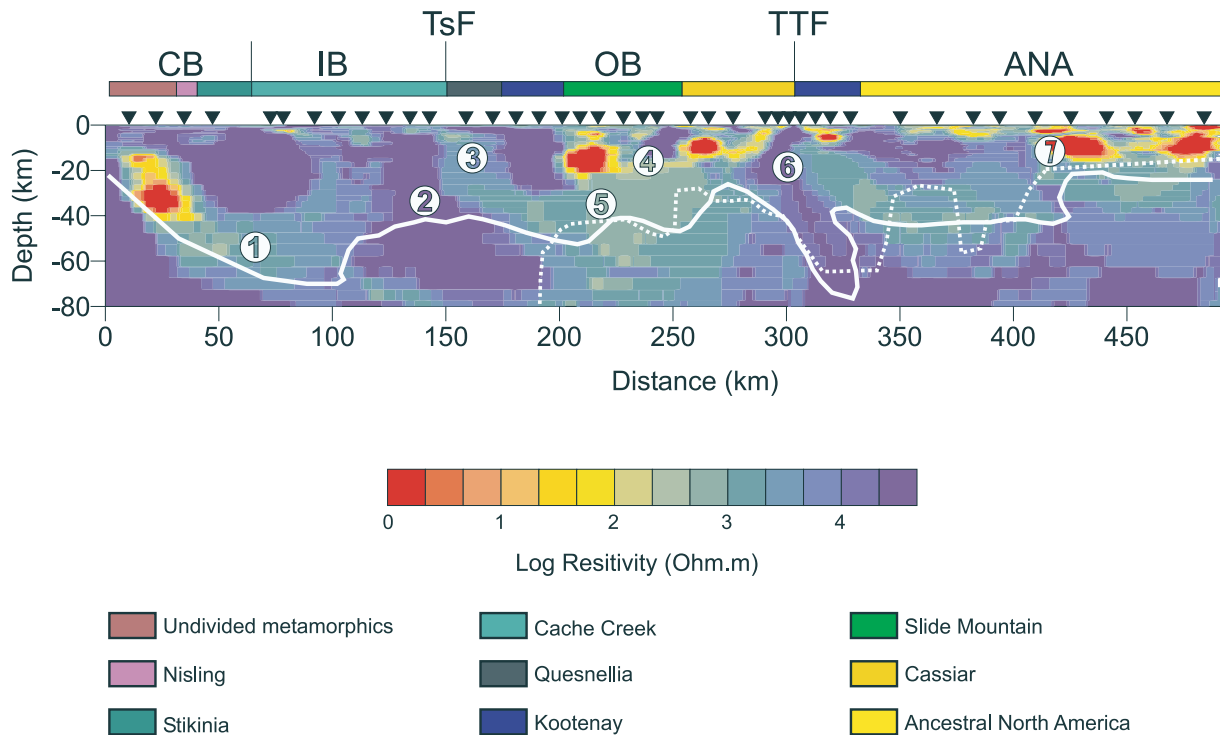 TsF TTF
CB IB OB ANA
0
-20
-40
-60
-80
Depth (km)
1 2 3 4 5 6 7
0 50 100 150 200 250 300 350 400 450
Distance (km)
0 1 2 3 4
Log Resitivity (Ohm.m)
Undivided metamorphics Cache Creek Slide Mountain
Nisling Quesnellia Cassiar
Stikinia Kootenay Ancestral North America